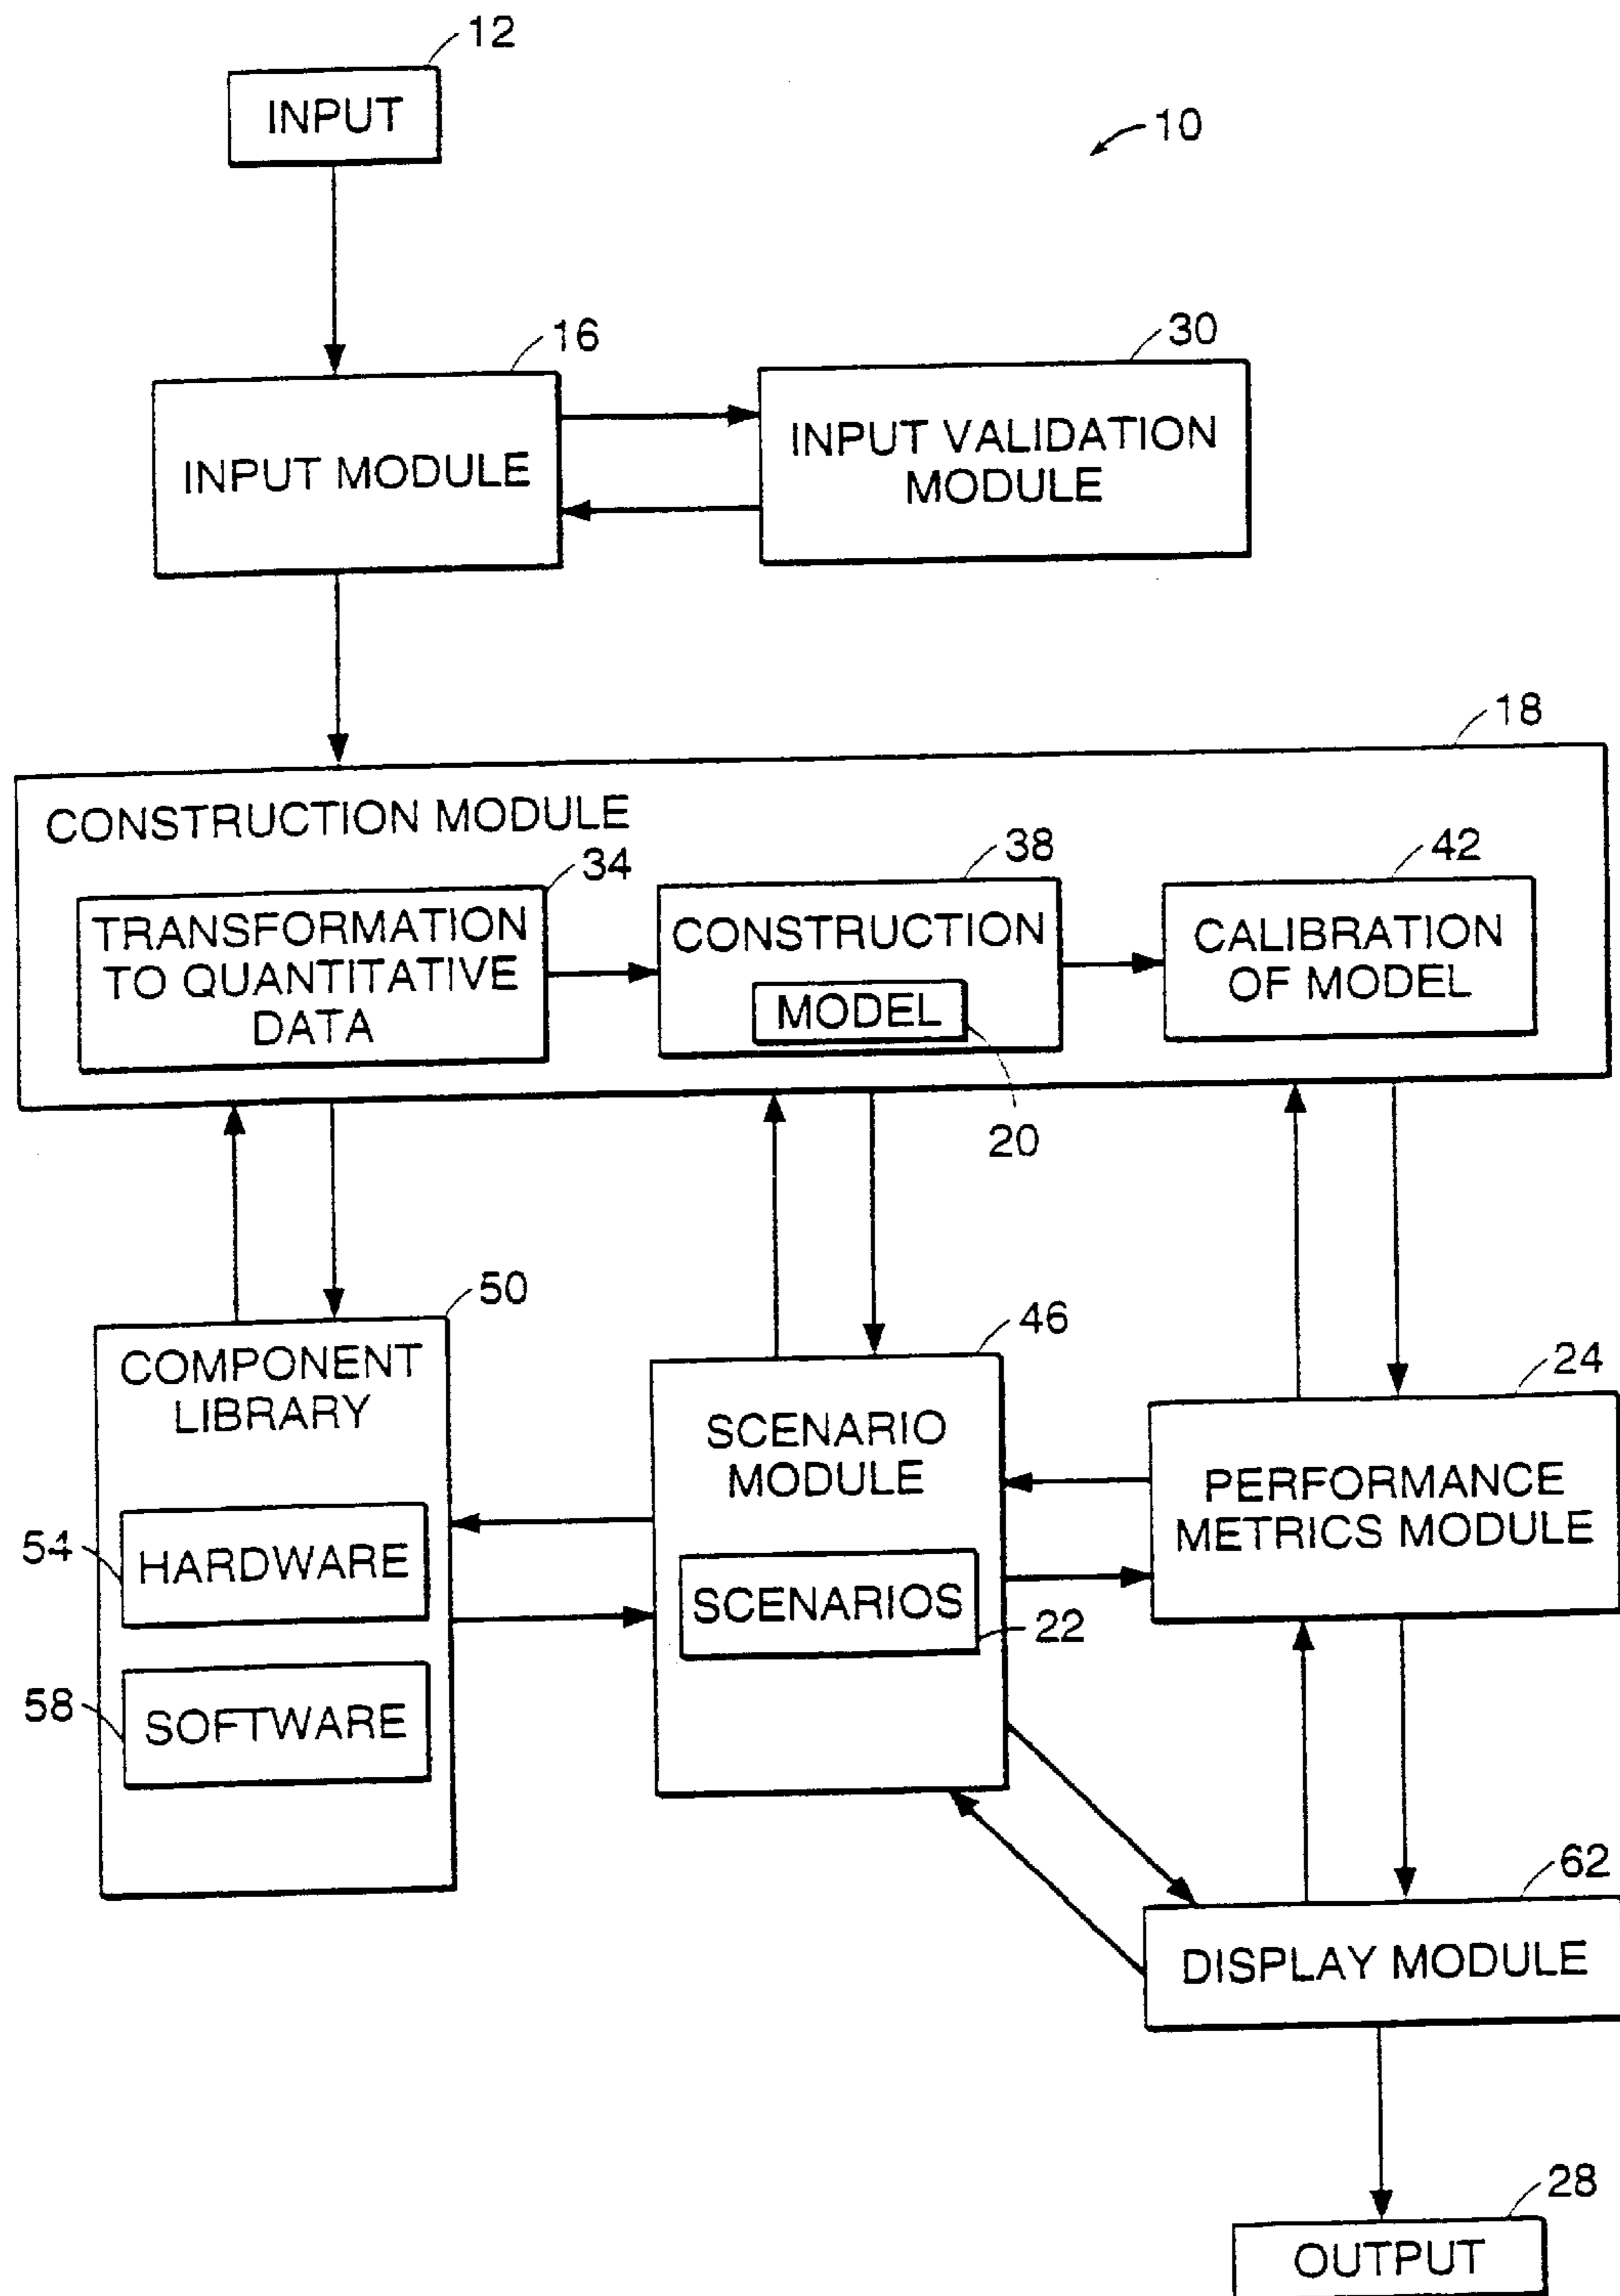 12
INPUT
10
16
30
INPUT MODULE
INPUT VALIDATION
MODULE
18
CONSTRUCTION MODULE
34
38
42
TRANSFORMATION
TO QUANTITATIVE
DATA
CONSTRUCTION
MODEL
CALIBRATION
OF MODEL
20
50
46
24
COMPONENT
LIBRARY
SCENARIO
MODULE
PERFORMANCE
METRICS MODULE
54
HARDWARE
SCENARIOS
22
58
SOFTWARE
62
DISPLAY MODULE
28
OUTPUT